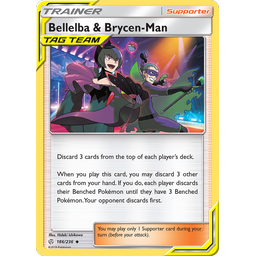 TRAINER Supporter
Bellelba & Brycen-Man
TAG TEAM
Discard 3 cards from the top of each player's deck.
When you play this card, you may discard 3 other
cards from your hand. If you do, each player discards
their Benched Pokémon until they each have 3 Benched
Pokémon. Your opponent discards first.
You may play only 1 Supporter card during your
turn (before your attack).
189/236